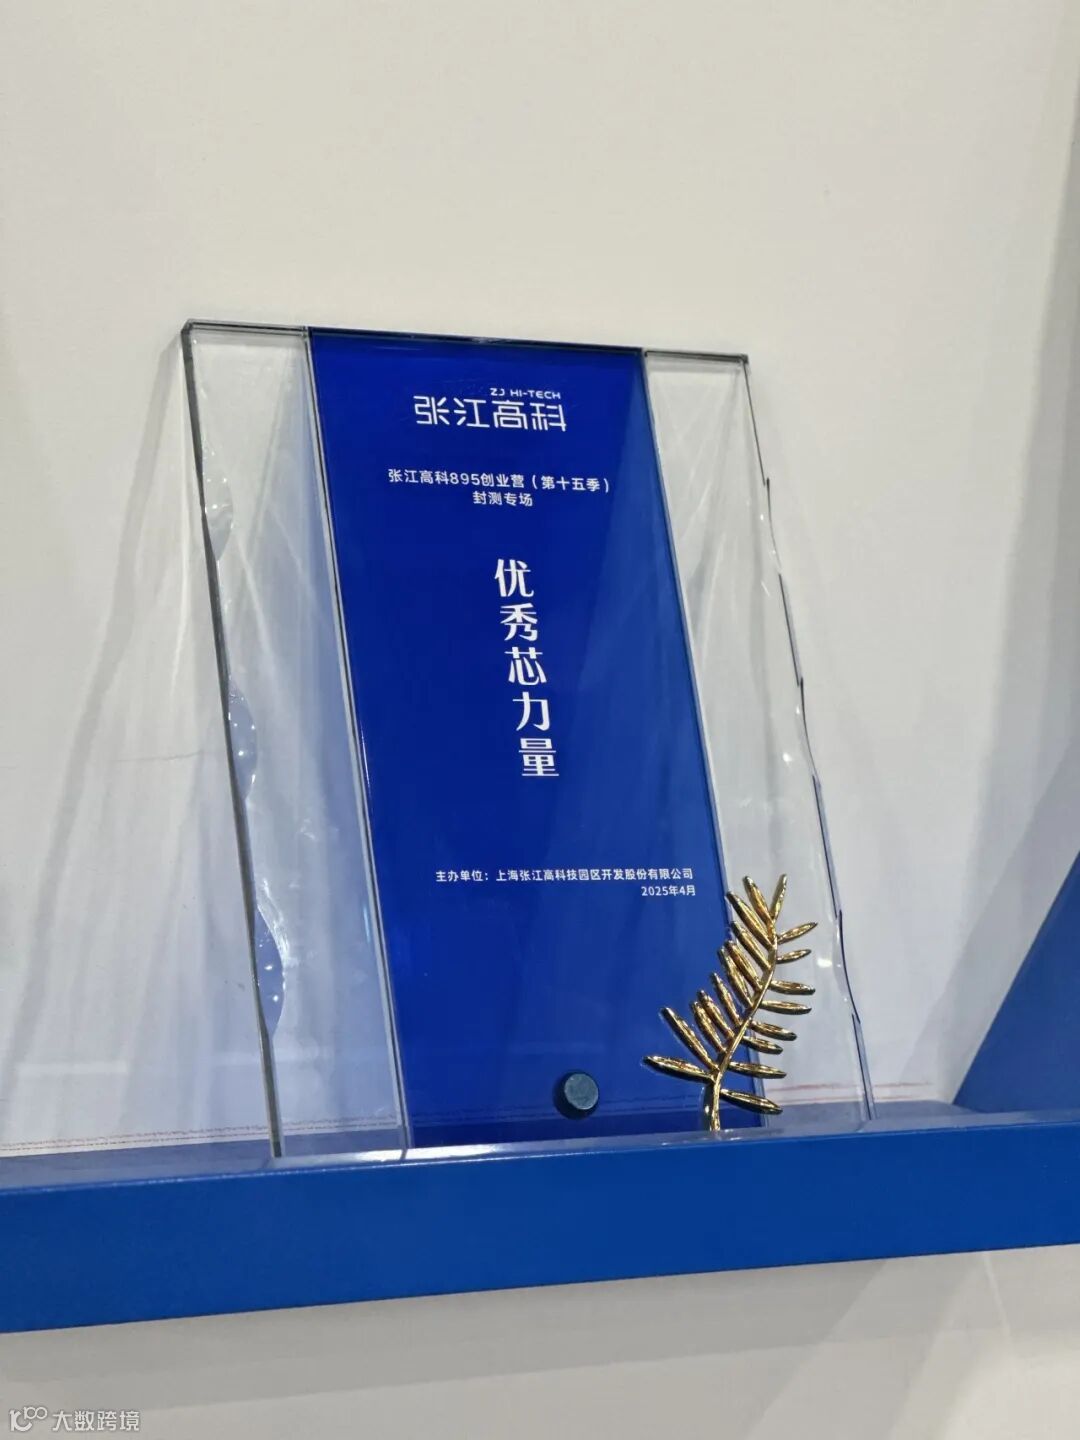 ZJ HI-TECH
张江高科
张江高科895创业营（第十五季）
封测专场
优秀芯力量
主办单位：上海张江高科技园区开发股份有限公司
2025年4月
大数跨境